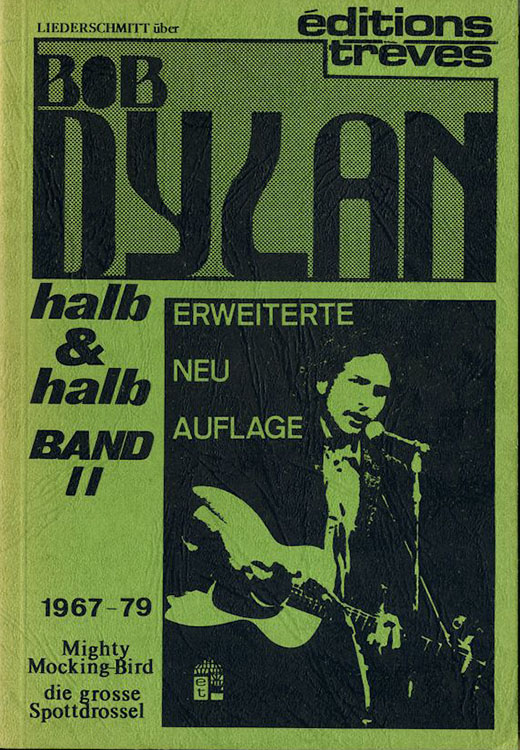 LIEDERSCHMITT über
éditions
treves
BOB
DYLAN
halb
&
halb
BAND
II
ERWEITERTE
NEU
AUFLAGE
1967-79
Mighty
Mocking-Bird
die grosse
Spottdrossel
et